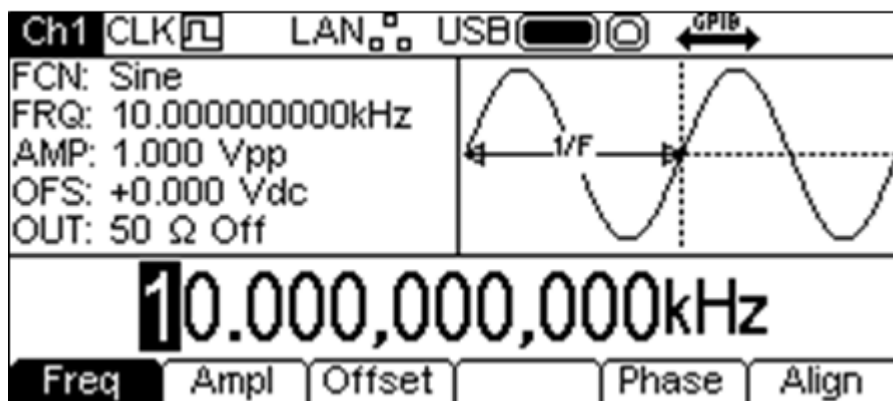 Ch1 CLK LAN USB GPIB
FCN: Sine
FRQ: 10.000000000kHz
AMP: 1.000 Vpp
OFS: +0.000 Vdc
OUT: 50 Ω Off
1/F
10.000,000,000kHz
Freq Ampl Offset Phase Align